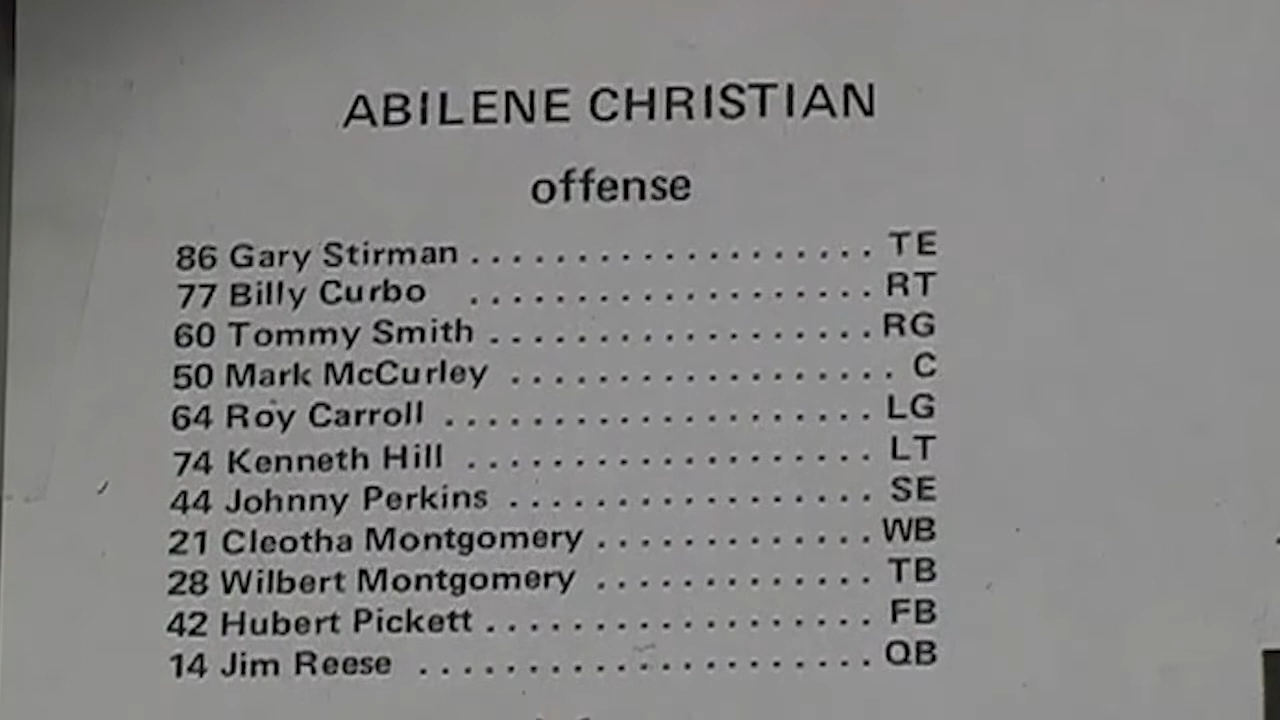 ABILENE CHRISTIAN
offense
86 Gary Stirman . . . . . . . . . . . . . . . . . . . TE
77 Billy Curbo . . . . . . . . . . . . . . . . . . . RT
60 Tommy Smith . . . . . . . . . . . . . . . . . . RG
50 Mark McCurley . . . . . . . . . . . . . . . . . . C
64 Roy Carroll . . . . . . . . . . . . . . . . . . . . LG
74 Kenneth Hill . . . . . . . . . . . . . . . . . . . LT
44 Johnny Perkins . . . . . . . . . . . . . . . . . SE
21 Cleotha Montgomery . . . . . . . . . . . . . WB
28 Wilbert Montgomery . . . . . . . . . . . . . TB
42 Hubert Pickett . . . . . . . . . . . . . . . . . . FB
14 Jim Reese . . . . . . . . . . . . . . . . . . . . . QB